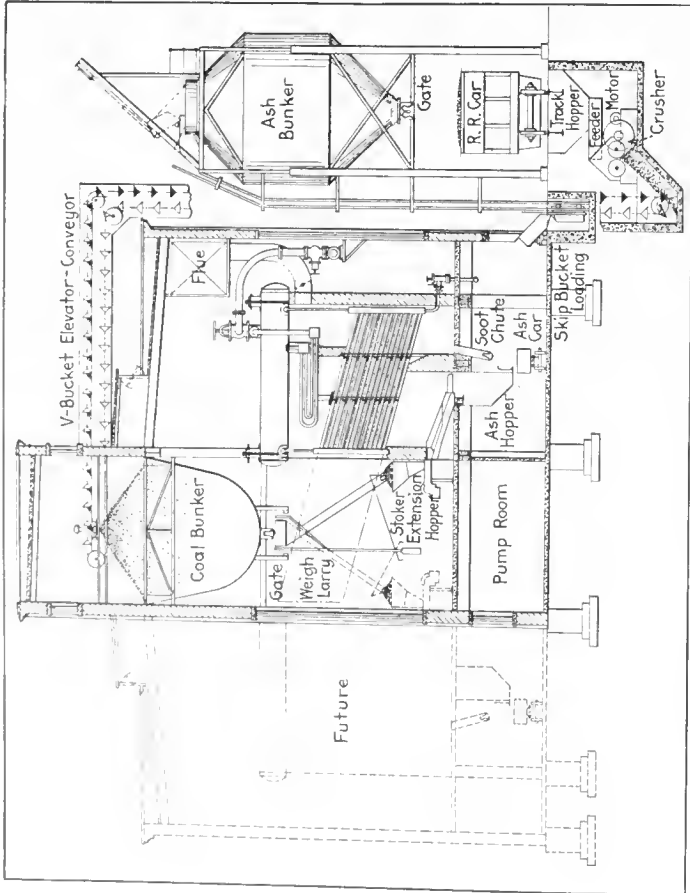 V-Bucket Elevator-Conveyor
Ash
Bunker
Gate
R.R. Car
Track
Hopper
Feeder
Motor
Crusher
Flue
Coal Bunker
Gate
Weigh
Larry
Stoker
Extension
Hopper
Soot
Chute
Ash
Car
Ash
Hopper
Skip Bucket
Loading
Pump Room
Future